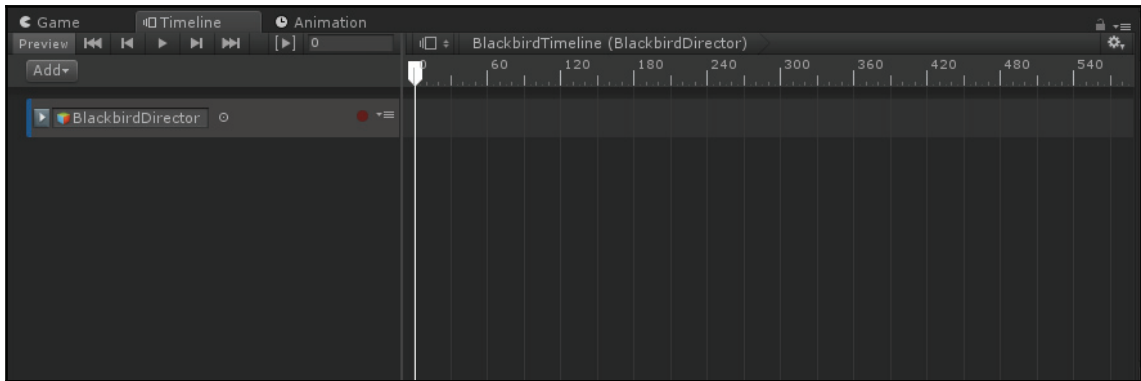 Game Timeline Animation
Preview 0 BlackbirdTimeline (BlackbirdDirector)
Add
0 60 120 180 240 300 360 420 480 540
BlackbirdDirector